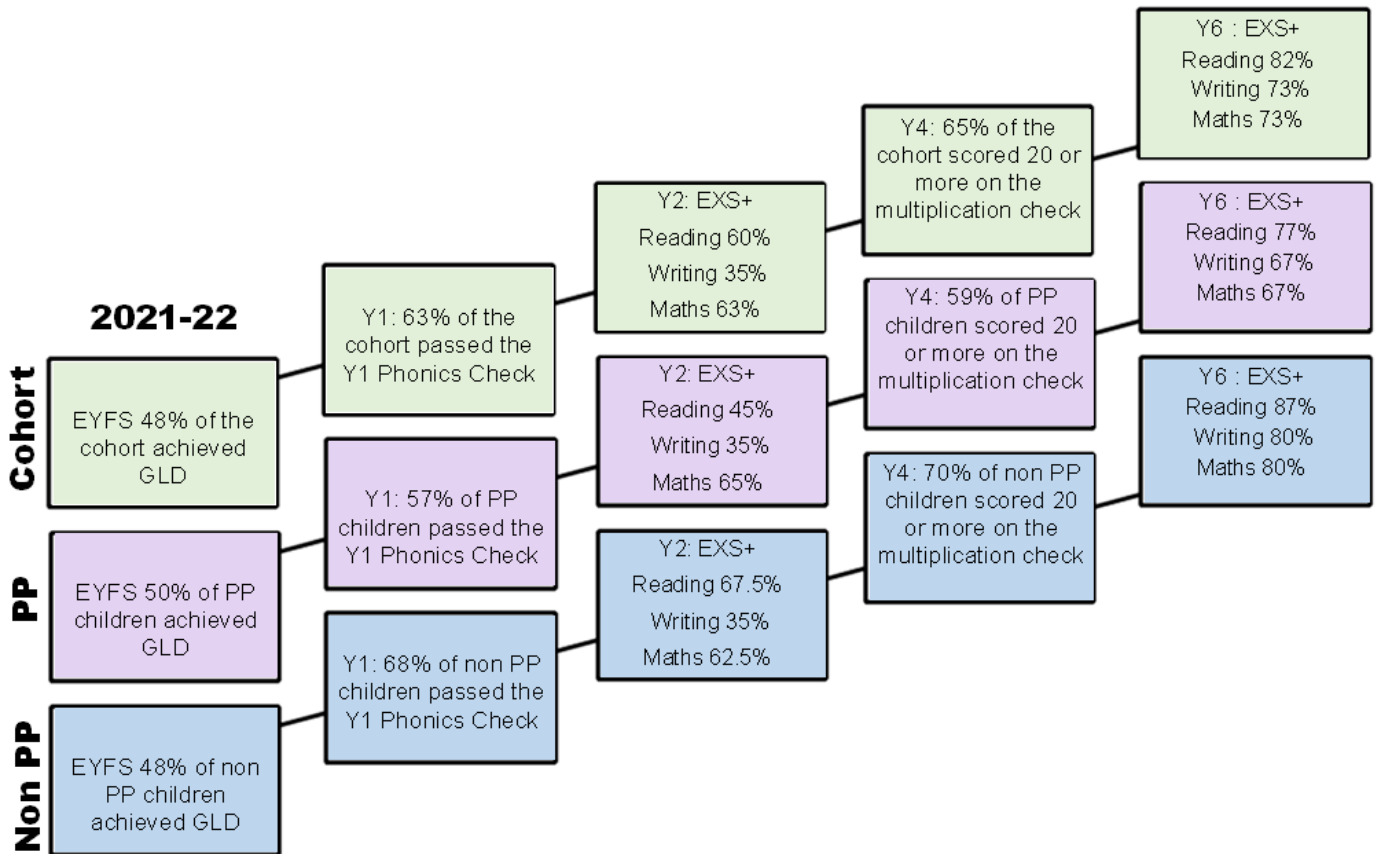 2021-22
Cohort
EYFS 48% of the
cohort achieved
GLD
Y1: 63% of the
cohort passed the
Y1 Phonics Check
Y2: EXS+
Reading 60%
Writing 35%
Maths 63%
Y4: 65% of the
cohort scored 20 or
more on the
multiplication check
Y6 : EXS+
Reading 82%
Writing 73%
Maths 73%
PP
EYFS 50% of PP
children achieved
GLD
Y1: 57% of PP
children passed the
Y1 Phonics Check
Y2: EXS+
Reading 45%
Writing 35%
Maths 65%
Y4: 59% of PP
children scored 20
or more on the
multiplication check
Y6 : EXS+
Reading 77%
Writing 67%
Maths 67%
Non PP
EYFS 48% of non
PP children
achieved GLD
Y1: 68% of non PP
children passed the
Y1 Phonics Check
Y2: EXS+
Reading 67.5%
Writing 35%
Maths 62.5%
Y4: 70% of non PP
children scored 20
or more on the
multiplication check
Y6 : EXS+
Reading 87%
Writing 80%
Maths 80%